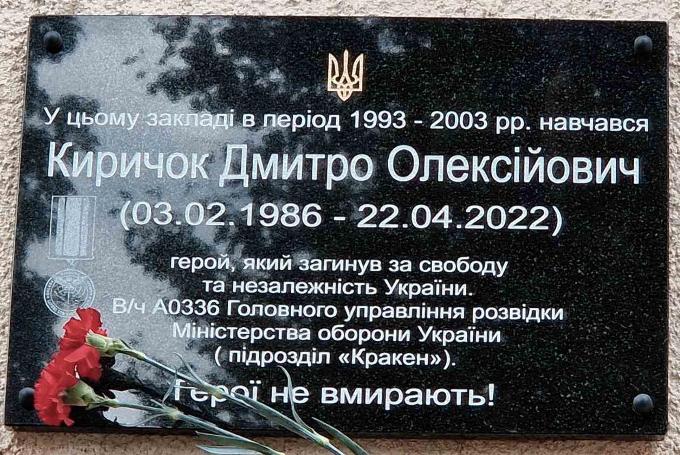 У цьому закладі в період 1993 - 2003 рр. навчався
Киричок Дмитро Олексійович
(03.02.1986 - 22.04.2022)
герой, який загинув за свободу
та незалежність України.
В/ч А0336 Головного управління розвідки
Міністерства оборони України
( підрозділ «Кракен»).
Герої не вмирають!